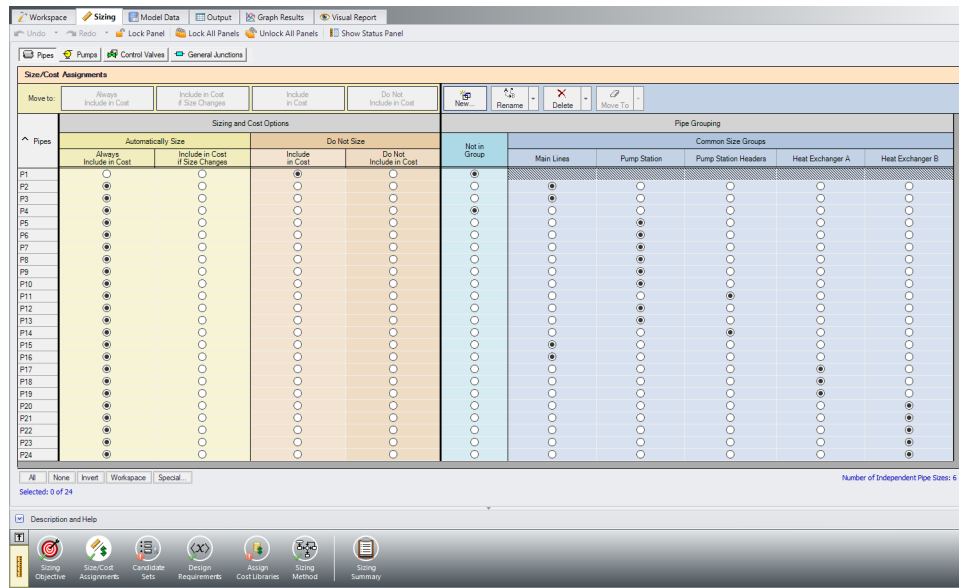 Workspace Sizing Model Data Output Graph Results Visual Report
Undo Redo Lock Panel Lock All Panels Unlock All Panels Show Status Panel
Pipes Pumps Control Valves General Junctions
Size/Cost Assignments
Move to: Always Include in Cost Include in Cost if Size Changes Include in Cost Do Not Include in Cost New... Rename Delete Move To
Sizing and Cost Options Pipe Grouping
Pipes Automatically Size Do Not Size Not in Group Common Size Groups
Always Include in Cost Include in Cost if Size Changes Include in Cost Do Not Include in Cost Main Lines Pump Station Pump Station Headers Heat Exchanger A Heat Exchanger B
P1
P2
P3
P4
P5
P6
P7
P8
P9
P10
P11
P12
P13
P14
P15
P16
P17
P18
P19
P20
P21
P22
P23
P24
All None Invert Workspace Special... Number of Independent Pipe Sizes: 6
Selected: 0 of 24
Description and Help
Sizing Objective Size/Cost Assignments Candidate Sets Design Requirements Assign Cost Libraries Sizing Method Sizing Summary